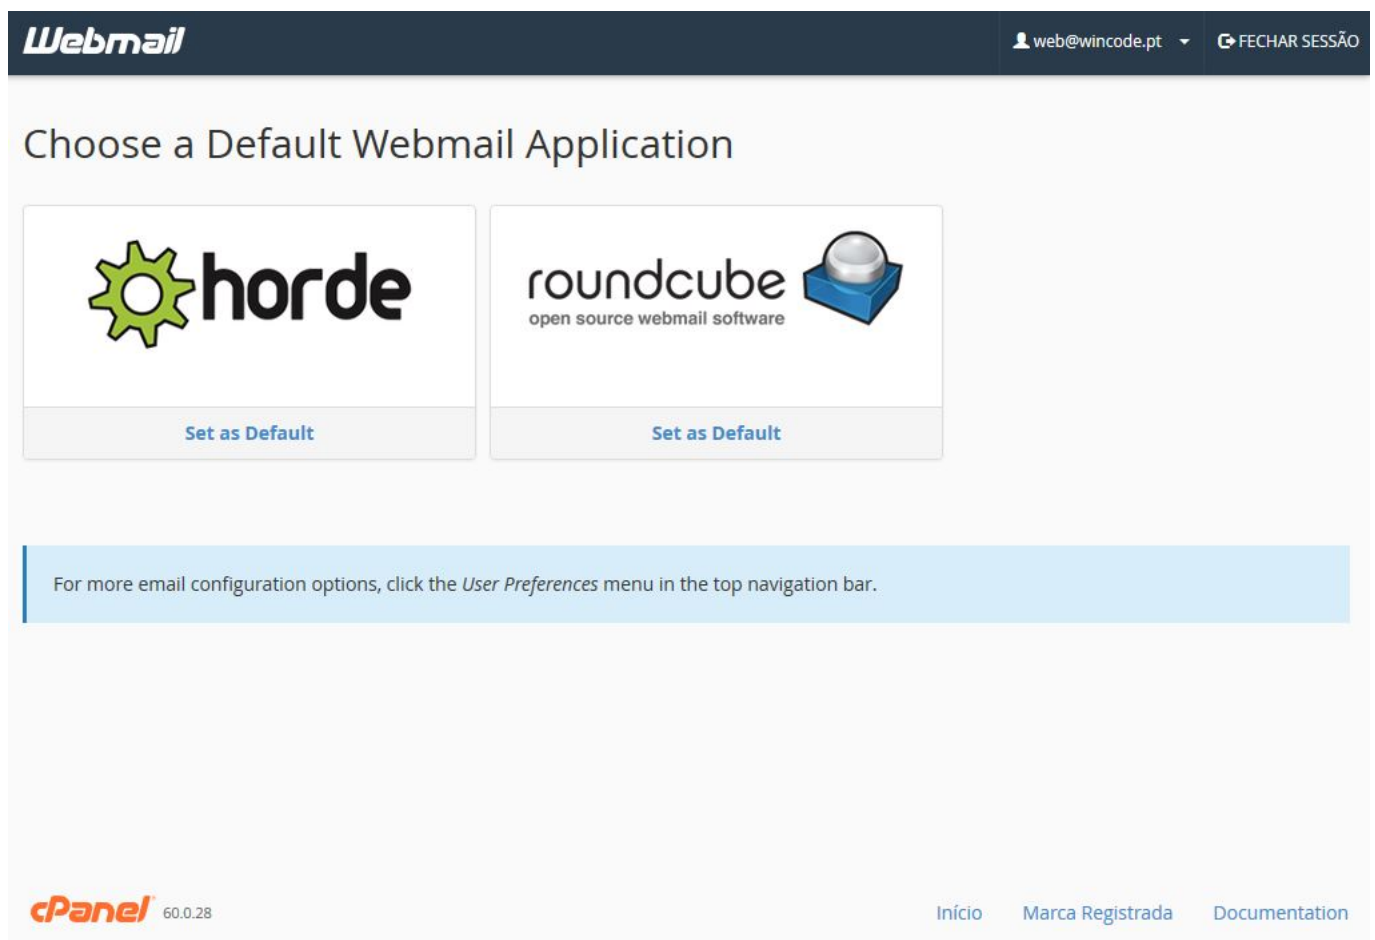 Webmail
web@wincode.pt
FECHAR SESSÃO
Choose a Default Webmail Application
horde
roundcube
open source webmail software
Set as Default
Set as Default
For more email configuration options, click the User Preferences menu in the top navigation bar.
cPanel 60.0.28
Início
Marca Registrada
Documentation